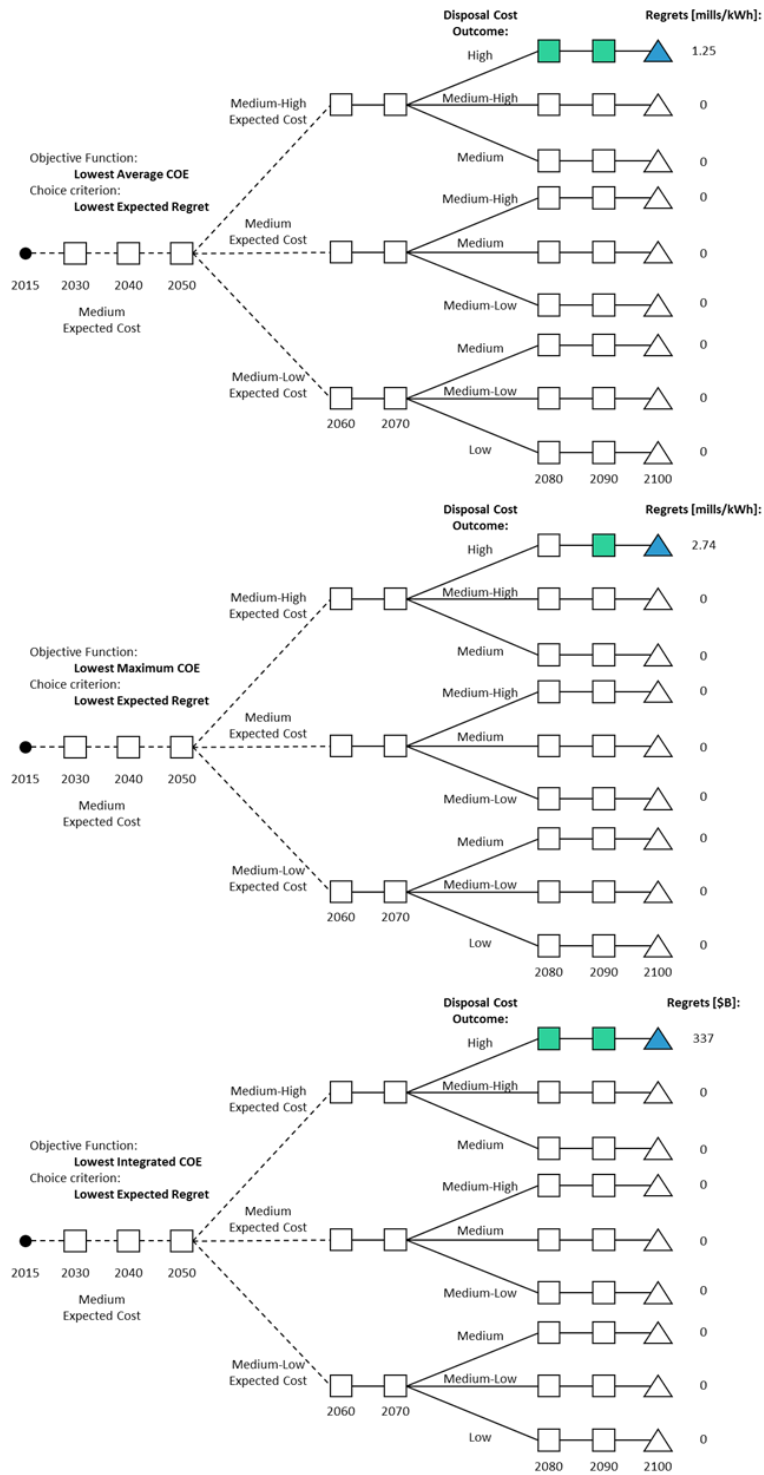 Disposal Cost Regrets [mills/kWh]:
Outcome:
High 1.25
Medium-High Medium-High 0
Expected Cost
Objective Function:
Lowest Average COE Medium 0
Choice criterion:
Medium-High 0
Lowest Expected Regret
Medium
Expected Cost Medium 0
2015 2030 2040 2050
Medium Medium-Low 0
Expected Cost
Medium 0
Medium-Low
Expected Cost Medium-Low 0
2060 2070
Low 0
2080 2090 2100
Disposal Cost Regrets [mills/kWh]:
Outcome:
High 2.74
Medium-High Medium-High 0
Expected Cost
Objective Function:
Lowest Maximum COE Medium 0
Choice criterion:
Medium-High 0
Lowest Expected Regret
Medium
Expected Cost Medium 0
2015 2030 2040 2050
Medium Medium-Low 0
Expected Cost
Medium 0
Medium-Low
Expected Cost Medium-Low 0
2060 2070
Low 0
2080 2090 2100
Disposal Cost Regrets [$B]:
Outcome:
High 337
Medium-High Medium-High 0
Expected Cost
Objective Function:
Lowest Integrated COE Medium 0
Choice criterion:
Medium-High 0
Lowest Expected Regret
Medium
Expected Cost Medium 0
2015 2030 2040 2050
Medium Medium-Low 0
Expected Cost
Medium 0
Medium-Low
Expected Cost Medium-Low 0
2060 2070
Low 0
2080 2090 2100